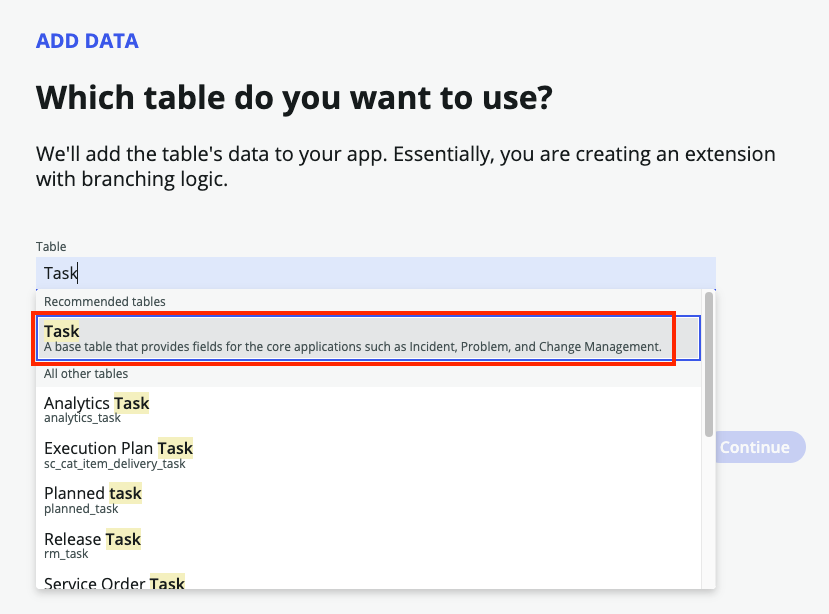 ADD DATA
Which table do you want to use?
We'll add the table's data to your app. Essentially, you are creating an extension
with branching logic.
Table
Task
Recommended tables
Task
A base table that provides fields for the core applications such as Incident, Problem, and Change Management.
All other tables
Analytics Task
analytics_task
Execution Plan Task
sc_cat_item_delivery_task
Continue
Planned task
planned_task
Release Task
rm_task
Service Order Task